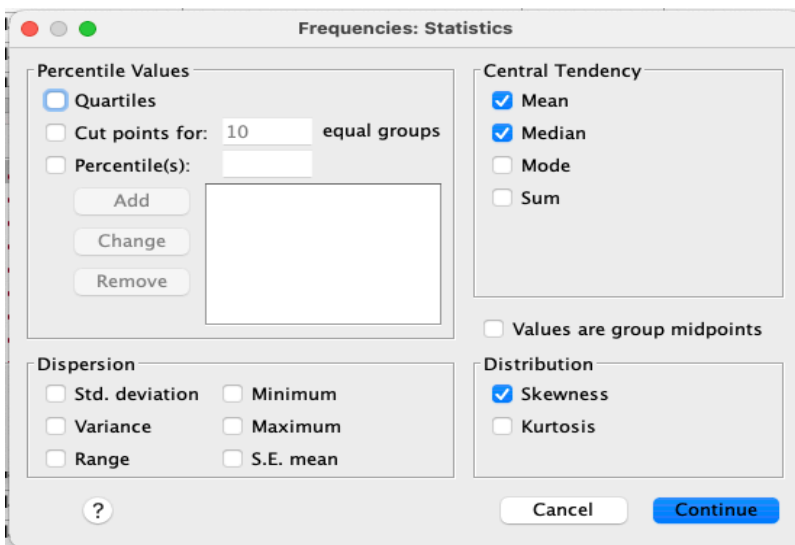 Frequencies: Statistics
Percentile Values
Quartiles
Cut points for: 10 equal groups
Percentile(s):
Add
Change
Remove
Central Tendency
Mean
Median
Mode
Sum
Values are group midpoints
Dispersion
Std. deviation Minimum
Variance Maximum
Range S.E. mean
Distribution
Skewness
Kurtosis
?
Cancel Continue